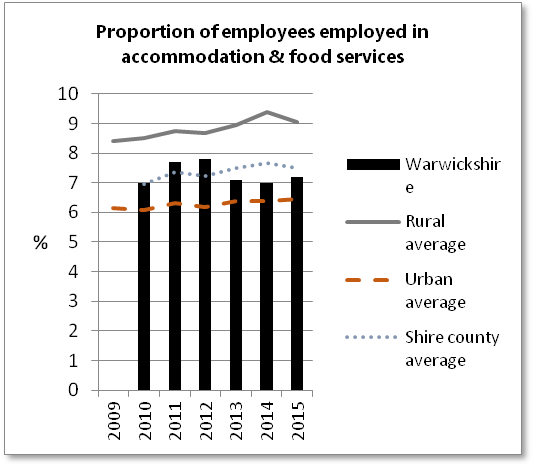 Proportion of employees employed in
accommodation & food services
10
9
8
7
6
5
4
3
2
1
0
%
2009
2010
2011
2012
2013
2014
2015
Warwickshir
e
Rural
average
Urban
average
Shire county
average